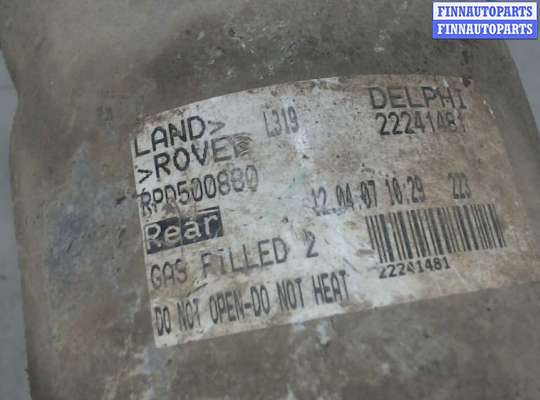 FINNAUTOPARTS
FINNAUTOPARTS
LAND> L319 DELPHI
>ROVER 22241481
RPD500880 12.04.07 10:29 223
Rear
GAS FILLED 2
22241481
DO NOT OPEN-DO NOT HEAT